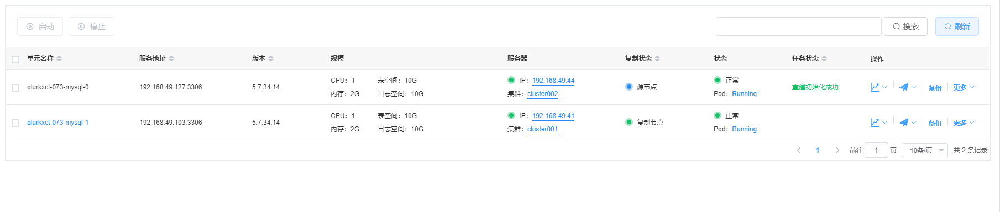 启动 停止 搜索 刷新
单元名称 服务地址 版本 规模 服务器 复制状态 状态 任务状态 操作
olurkxct-073-mysql-0 192.168.49.127:3306 5.7.34.14 CPU：1 表空间：10G IP：192.168.49.44 源节点 正常 重建初始化成功 备份 更多
内存：2G 日志空间：10G 集群：cluster002 Pod：Running
olurkxct-073-mysql-1 192.168.49.103:3306 5.7.34.14 CPU：1 表空间：10G IP：192.168.49.41 复制节点 正常 备份 更多
内存：2G 日志空间：10G 集群：cluster001 Pod：Running
1 前往 1 页 10条/页 共 2 条记录